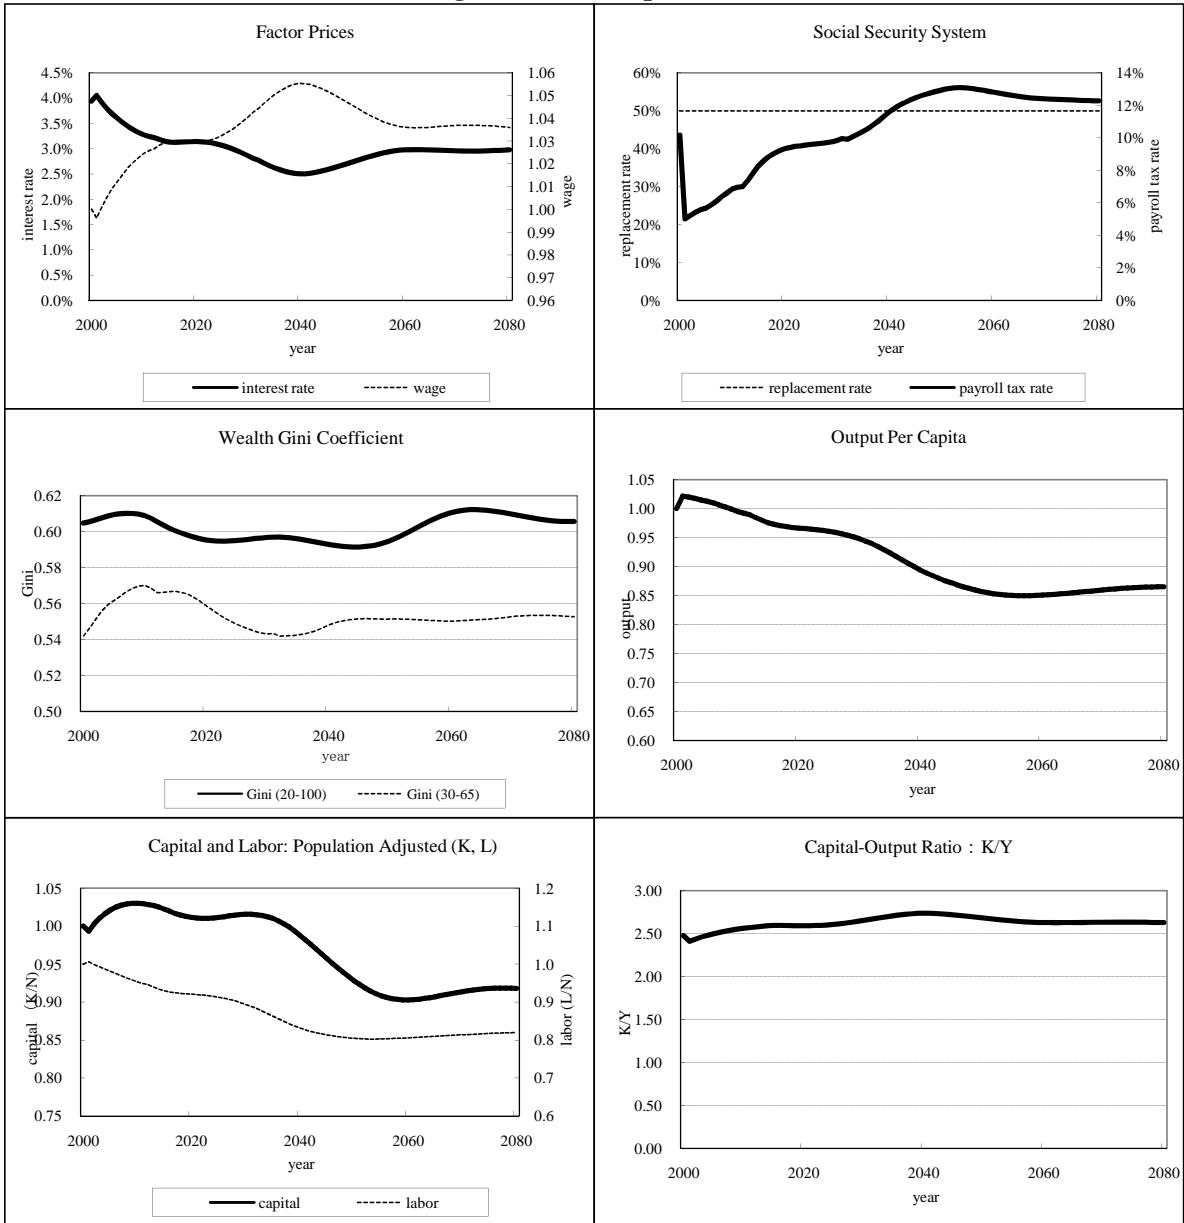 Factor Prices
4.5%
4.0%
3.5%
3.0%
2.5%
2.0%
1.5%
1.0%
0.5%
0.0%
interest rate
1.06
1.05
1.04
1.03
1.02
1.01
1.00
0.99
0.98
0.97
0.96
wage
2000 2020 2040 2060 2080
year
interest rate wage
Social Security System
60%
50%
40%
30%
20%
10%
0%
replacement rate
14%
12%
10%
8%
6%
4%
2%
0%
payroll tax rate
2000 2020 2040 2060 2080
year
replacement rate payroll tax rate
Wealth Gini Coefficient
0.62
0.60
0.58
0.56
0.54
0.52
0.50
Gini
2000 2020 2040 2060 2080
year
Gini (20-100) Gini (30-65)
Output Per Capita
1.05
1.00
0.95
0.90
0.85
0.80
0.75
0.70
0.65
0.60
output
2000 2020 2040 2060 2080
year
Capital and Labor: Population Adjusted (K, L)
1.05
1.00
0.95
0.90
0.85
0.80
0.75
capital (K/N)
1.2
1.1
1.0
0.9
0.8
0.7
0.6
labor (L/N)
2000 2020 2040 2060 2080
year
capital labor
Capital-Output Ratio : K/Y
3.00
2.50
2.00
1.50
1.00
0.50
0.00
K/Y
2000 2020 2040 2060 2080
year